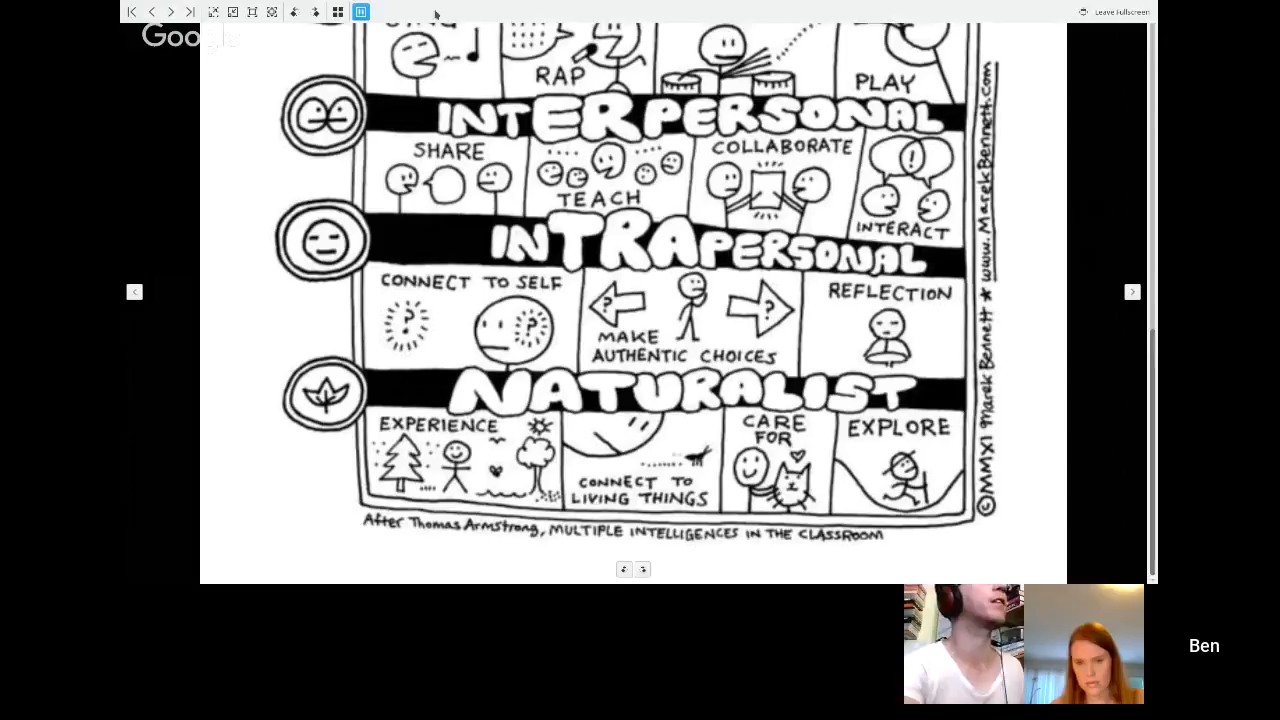 Leave Fullscreen
Google
RAP
PLAY
INTERPERSONAL
SHARE
TEACH
COLLABORATE
!
INTERACT
INTRAPERSONAL
CONNECT TO SELF
?
?
?
?
MAKE
AUTHENTIC CHOICES
REFLECTION
NATURALIST
EXPERIENCE
CONNECT TO
LIVING THINGS
CARE
FOR
EXPLORE
After Thomas Armstrong, MULTIPLE INTELLIGENCES IN THE CLASSROOM
©MMXI Marek Bennett * www.MarekBennett.com
Ben